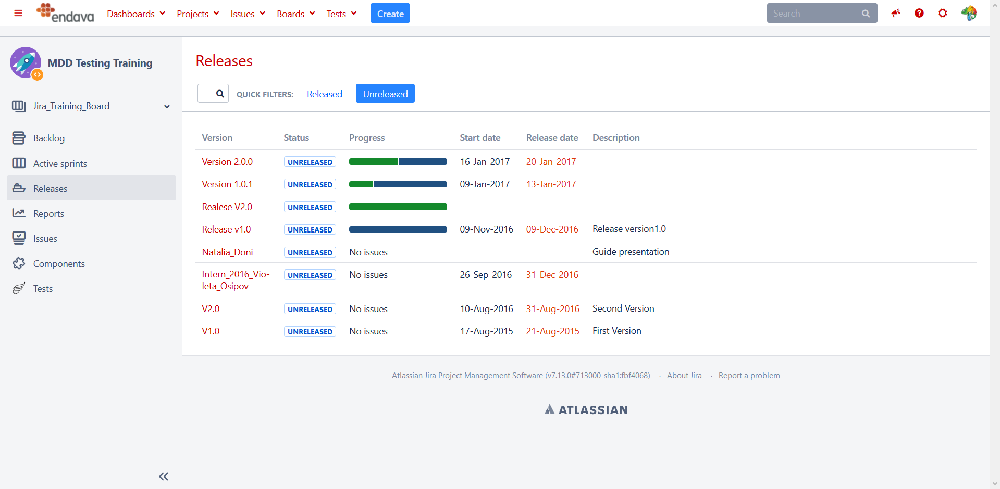 endava Dashboards Projects Issues Boards Tests Create Search
MDD Testing Training
Jira_Training_Board
Backlog
Active sprints
Releases
Reports
Issues
Components
Tests
Releases
QUICK FILTERS: Released Unreleased
Version Status Progress Start date Release date Description
Version 2.0.0 UNRELEASED 16-Jan-2017 20-Jan-2017
Version 1.0.1 UNRELEASED 09-Jan-2017 13-Jan-2017
Realese V2.0 UNRELEASED
Release v1.0 UNRELEASED 09-Nov-2016 09-Dec-2016 Release version1.0
Natalia_Doni UNRELEASED No issues Guide presentation
Intern_2016_Vio- UNRELEASED No issues 26-Sep-2016 31-Dec-2016
leta_Osipov
V2.0 UNRELEASED No issues 10-Aug-2016 31-Aug-2016 Second Version
V1.0 UNRELEASED No issues 17-Aug-2015 21-Aug-2015 First Version
Atlassian Jira Project Management Software (v7.13.0#713000-sha1:fbf4068) · About Jira · Report a problem
ATLASSIAN